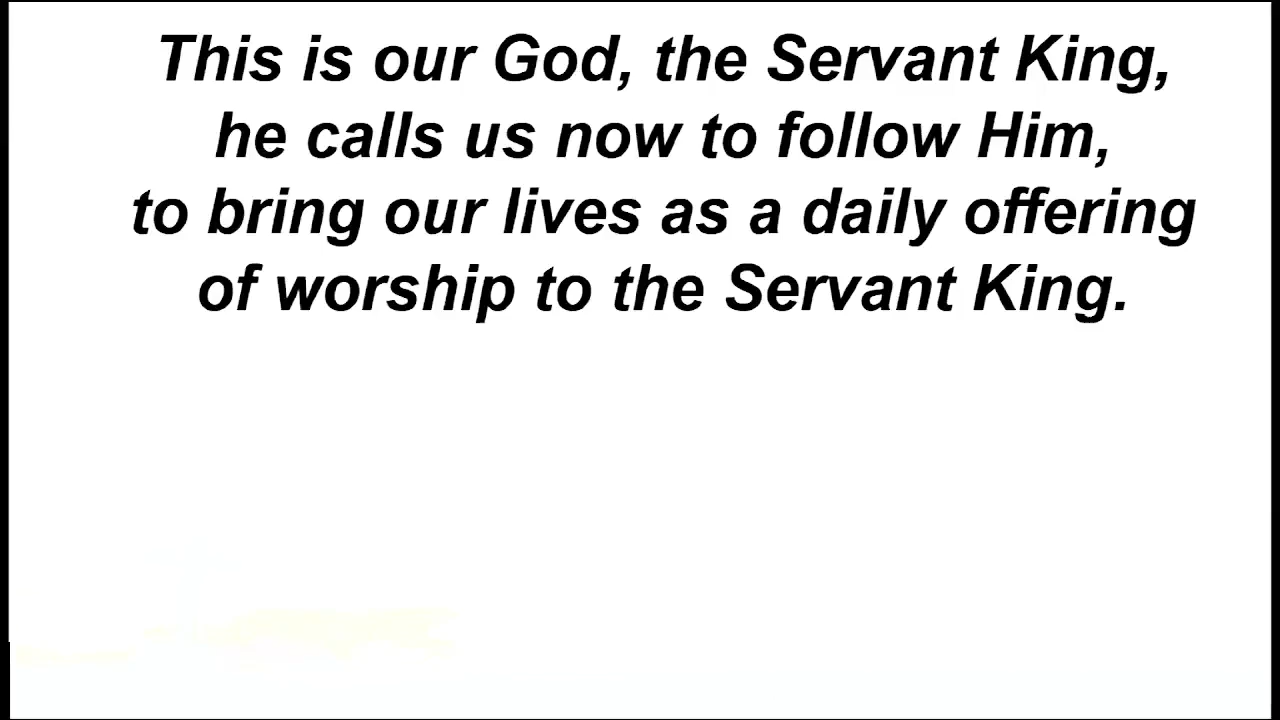 This is our God, the Servant King,
he calls us now to follow Him,
to bring our lives as a daily offering
of worship to the Servant King.